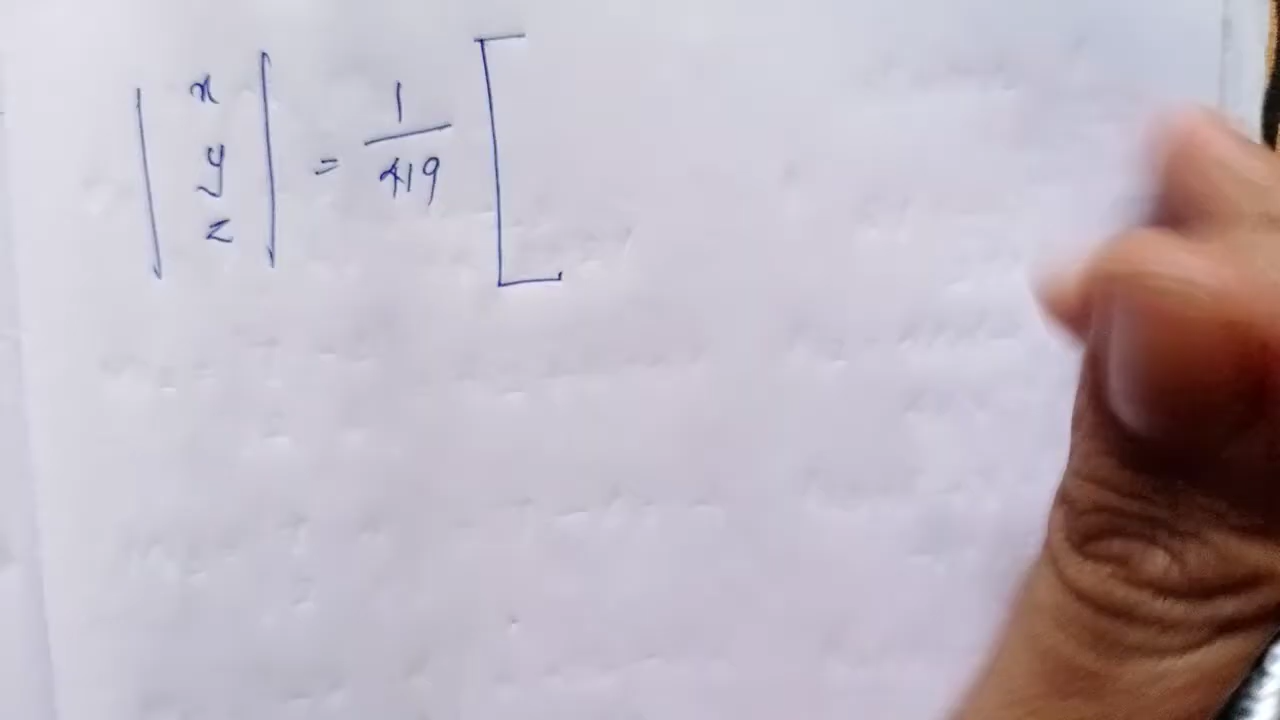 | x | = 1/419 [
| y |
| z |